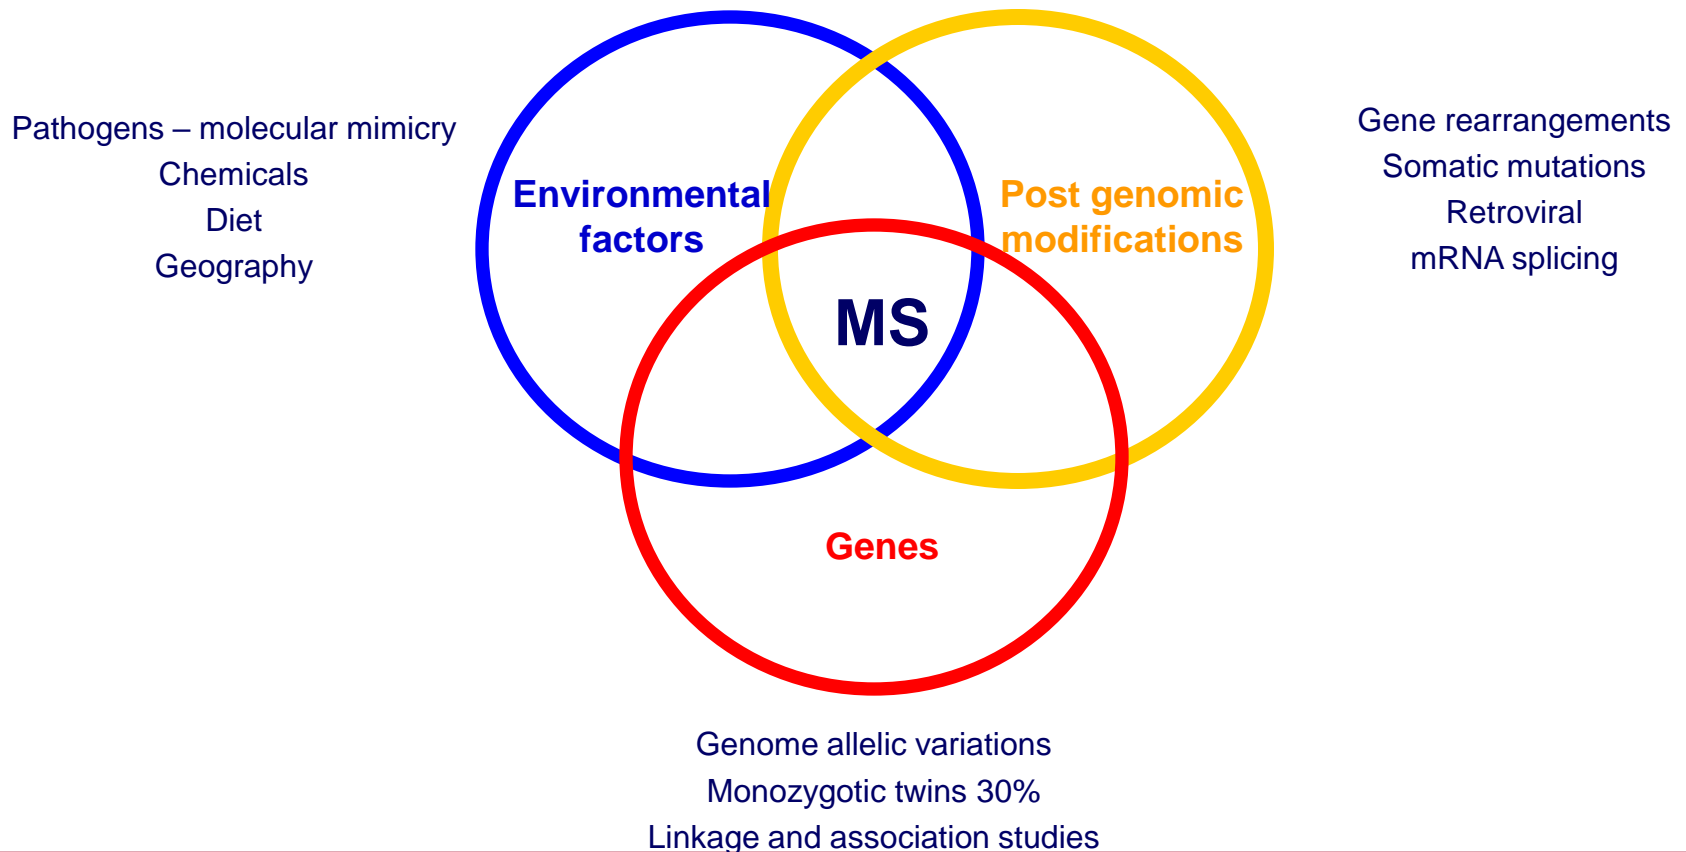 Pathogens – molecular mimicry
Chemicals
Diet
Geography
Environmental
factors
Post genomic
modifications
Gene rearrangements
Somatic mutations
Retroviral
mRNA splicing
MS
Genes
Genome allelic variations
Monozygotic twins 30%
Linkage and association studies